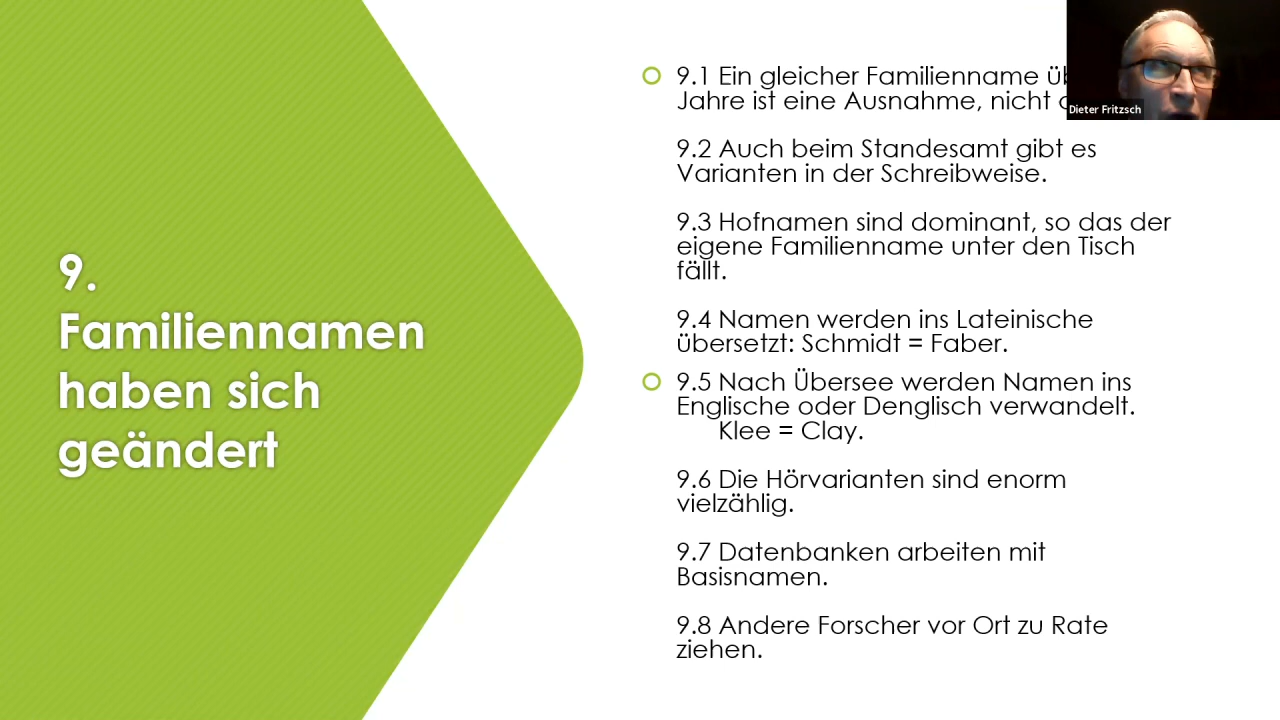 9.
Familiennamen
haben sich
geändert
9.1 Ein gleicher Familienname
Jahre ist eine Ausnahme, nicht
9.2 Auch beim Standesamt gibt es
Varianten in der Schreibweise.
9.3 Hofnamen sind dominant, so das der
eigene Familienname unter den Tisch
fällt.
9.4 Namen werden ins Lateinische
übersetzt: Schmidt = Faber.
9.5 Nach Übersee werden Namen ins
Englische oder Denglisch verwandelt.
Klee = Clay.
9.6 Die Hörvarianten sind enorm
vielzählig.
9.7 Datenbanken arbeiten mit
Basisnamen.
9.8 Andere Forscher vor Ort zu Rate
ziehen.
Dieter Fritzsch